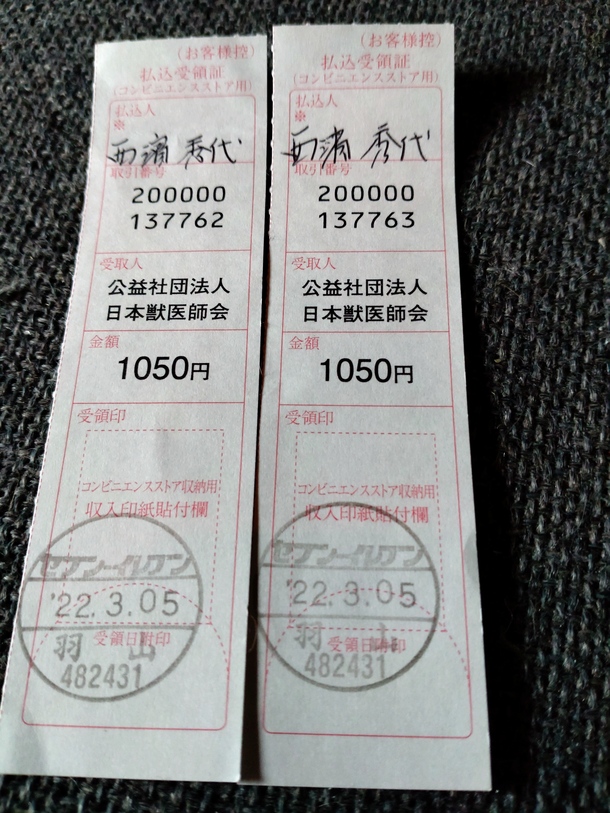 (お客様控)
払込受領証
(コンビニエンスストア用)
払込人
※
西濵 秀代
取引番号
200000
137762
受取人
公益社団法人
日本獣医師会
金額
1050円
受領印
コンビニエンスストア収納用
収入印紙貼付欄
セブン-イレブン
'22.3.05
受領日附印
羽 山
482431
(お客様控)
払込受領証
(コンビニエンスストア用)
払込人
※
西濵 秀代
取引番号
200000
137763
受取人
公益社団法人
日本獣医師会
金額
1050円
受領印
コンビニエンスストア収納用
収入印紙貼付欄
セブン-イレブン
'22.3.05
受領日附印
羽 山
482431